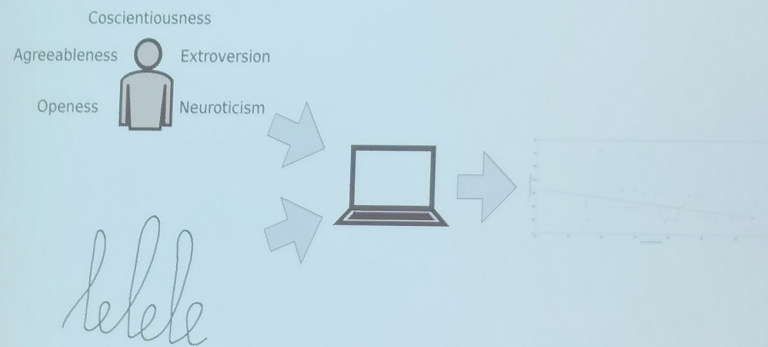 Coscientiousness
Agreeableness
Extroversion
Openess
Neuroticism
lelele